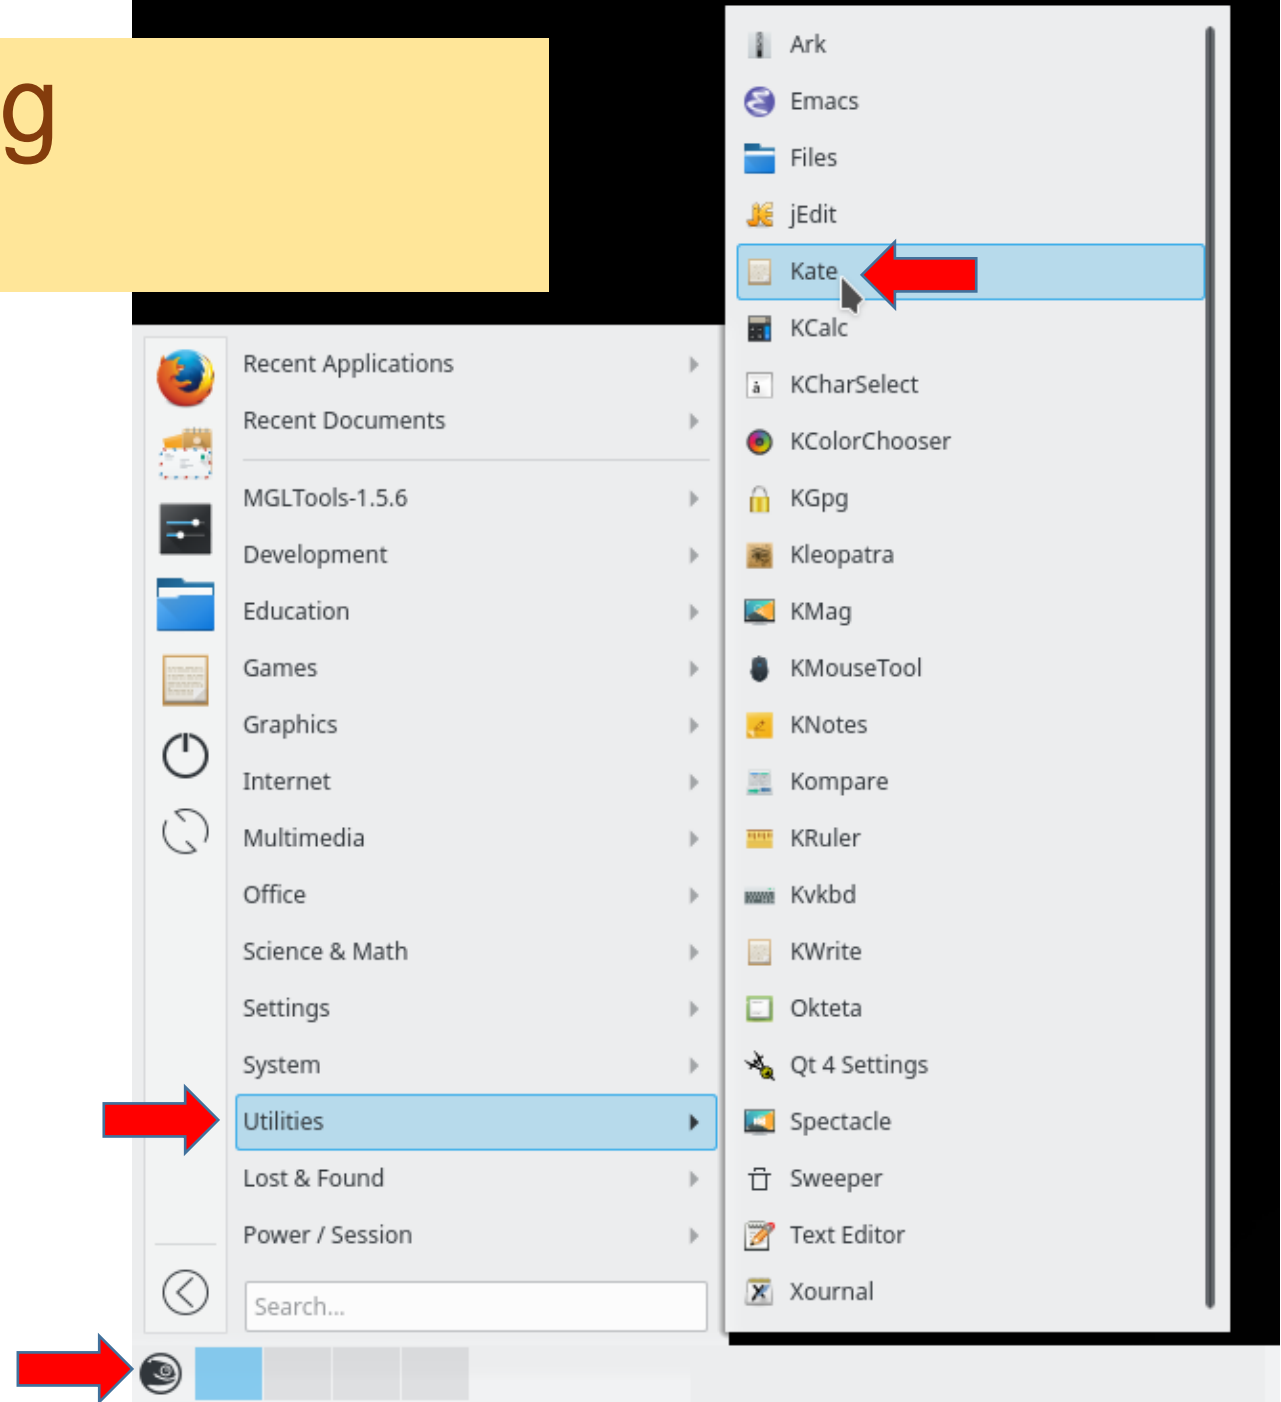 g
Recent Applications
Recent Documents
MGLTools-1.5.6
Development
Education
Games
Graphics
Internet
Multimedia
Office
Science & Math
Settings
System
Utilities
Lost & Found
Power / Session
Search...
Ark
Emacs
Files
jEdit
Kate
KCalc
KCharSelect
KColorChooser
KGpg
Kleopatra
KMag
KMouseTool
KNotes
Kompare
KRuler
Kvkbd
KWrite
Okteta
Qt 4 Settings
Spectacle
Sweeper
Text Editor
Xournal